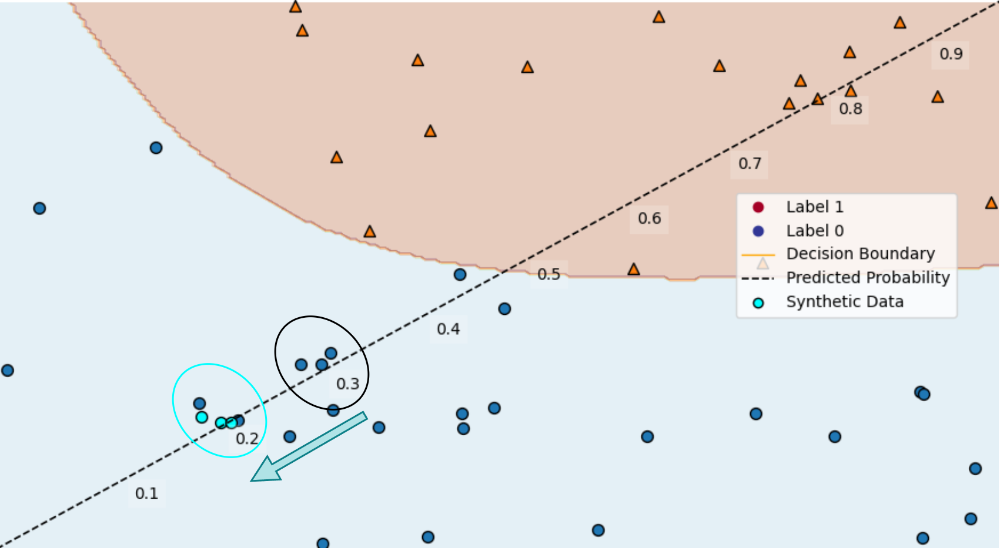 0.9
0.8
0.7
0.6
0.5
0.4
0.3
0.2
0.1
Label 1
Label 0
Decision Boundary
Predicted Probability
Synthetic Data